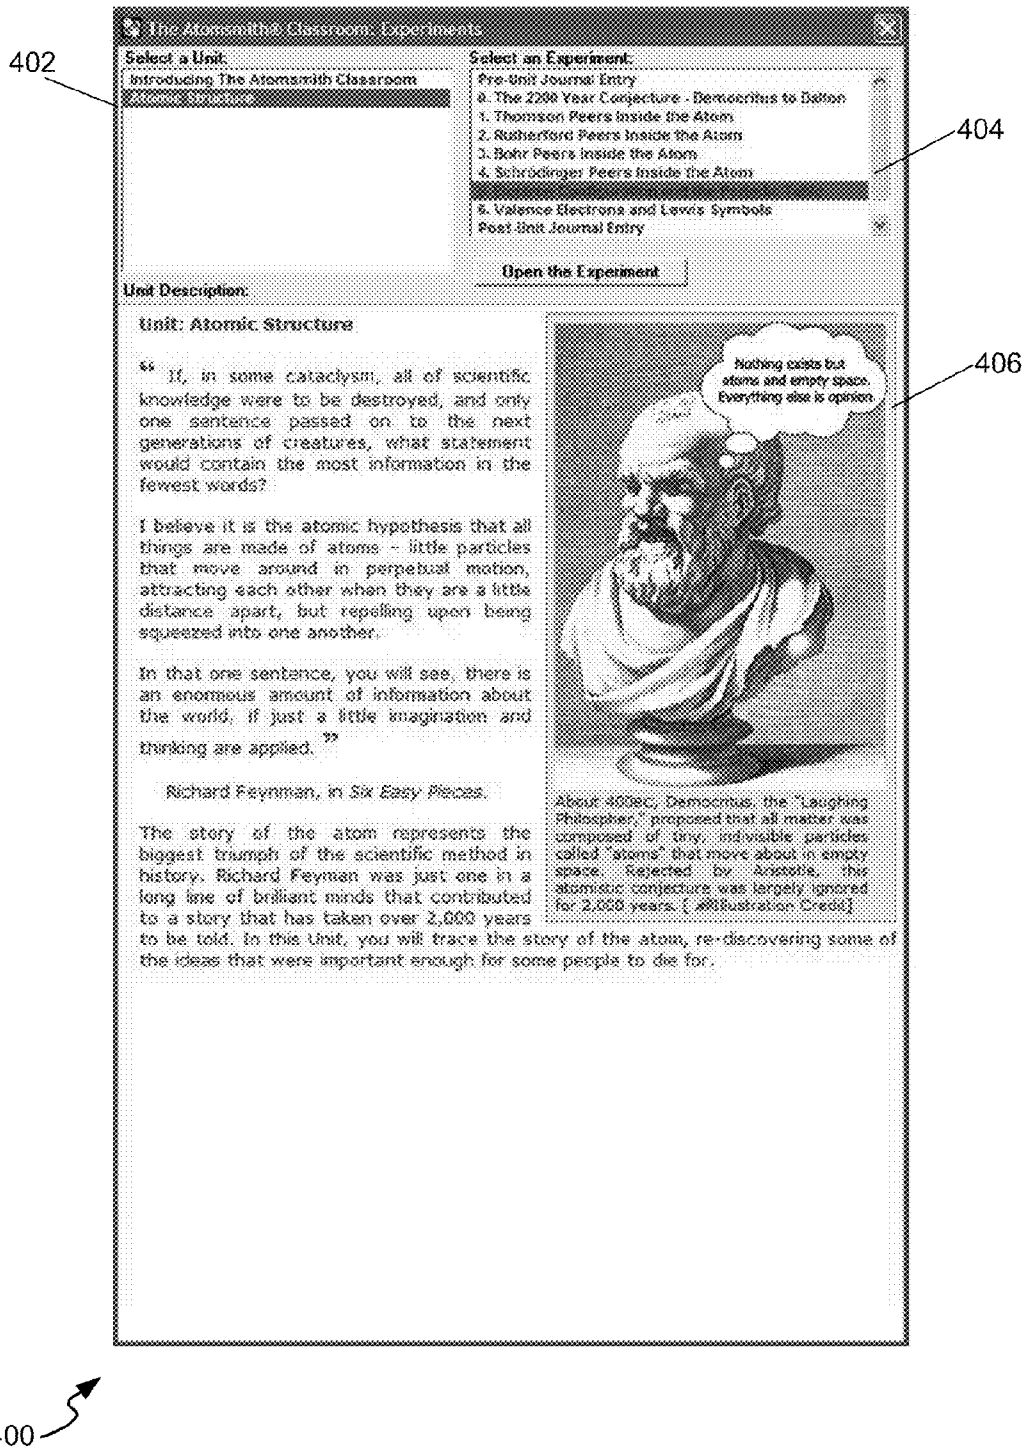 The Atomsmith® Classroom: Experiments
402
Select a Unit:
Introducing The Atomsmith Classroom
Atomic Structure
Select an Experiment:
Pre-Unit Journal Entry
0. The 2200 Year Conjecture - Democritus to Dalton
1. Thomson Peers Inside the Atom
2. Rutherford Peers Inside the Atom
3. Bohr Peers Inside the Atom
4. Schrödinger Peers Inside the Atom
6. Valence Electrons and Lewis Symbols
Post-Unit Journal Entry
404
Open the Experiment
Unit Description:
Unit: Atomic Structure
“ If, in some cataclysm, all of scientific
knowledge were to be destroyed, and only
one sentence passed on to the next
generations of creatures, what statement
would contain the most information in the
fewest words?
I believe it is the atomic hypothesis that all
things are made of atoms - little particles
that move around in perpetual motion,
attracting each other when they are a little
distance apart, but repelling upon being
squeezed into one another.
In that one sentence, you will see, there is
an enormous amount of information about
the world, if just a little imagination and
thinking are applied. ”
Richard Feynman, in Six Easy Pieces.
The story of the atom represents the
biggest triumph of the scientific method in
history. Richard Feyman was just one in a
long line of brilliant minds that contributed
to a story that has taken over 2,000 years
to be told. In this Unit, you will trace the story of the atom, re-discovering some of
the ideas that were important enough for some people to die for.
Nothing exists but
atoms and empty space.
Everything else is opinion.
406
About 400BC, Democritus, the "Laughing
Philospher," proposed that all matter was
composed of tiny, indivisible particles
called "atoms" that move about in empty
space. Rejected by Aristotle, this
atomistic conjecture was largely ignored
for 2,000 years. [ Illustration Credit]
00